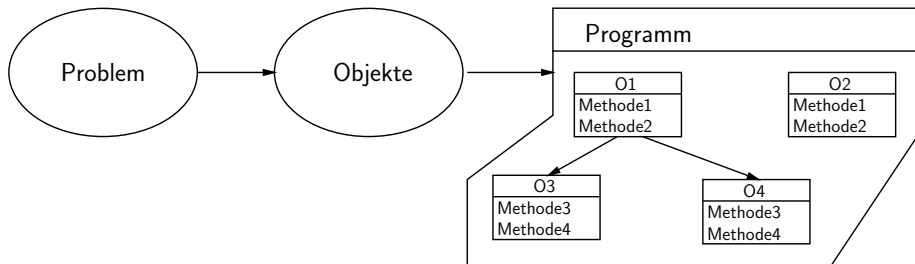 Problem
Objekte
Programm
O1
Methode1
Methode2
O2
Methode1
Methode2
O3
Methode3
Methode4
O4
Methode3
Methode4